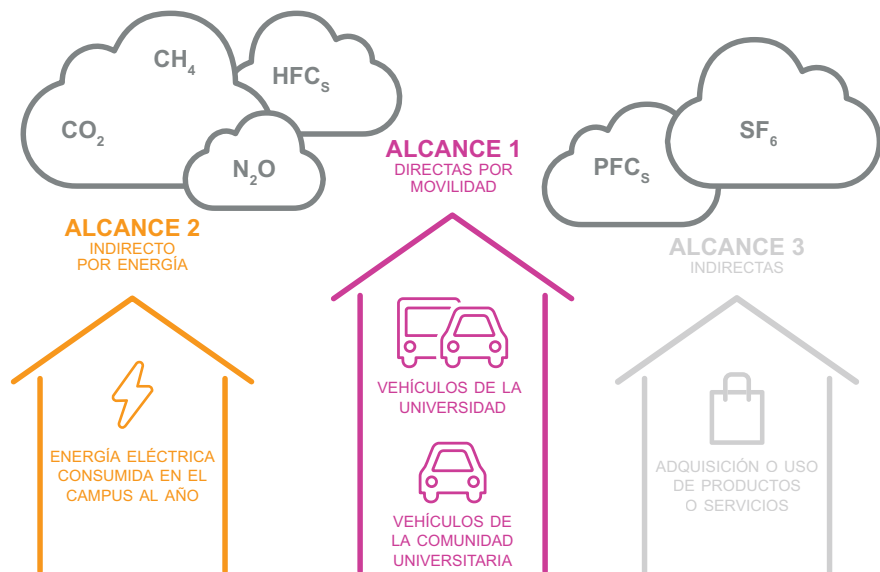 CH₄
HFCₛ
CO₂
N₂O
SF₆
PFCₛ
ALCANCE 1
DIRECTAS POR
MOVILIDAD
ALCANCE 2
INDIRECTO
POR ENERGÍA
ALCANCE 3
INDIRECTAS
ENERGÍA ELÉCTRICA
CONSUMIDA EN EL
CAMPUS AL AÑO
VEHÍCULOS DE LA
UNIVERSIDAD
VEHÍCULOS DE
LA COMUNIDAD
UNIVERSITARIA
ADQUISICIÓN O USO
DE PRODUCTOS
O SERVICIOS